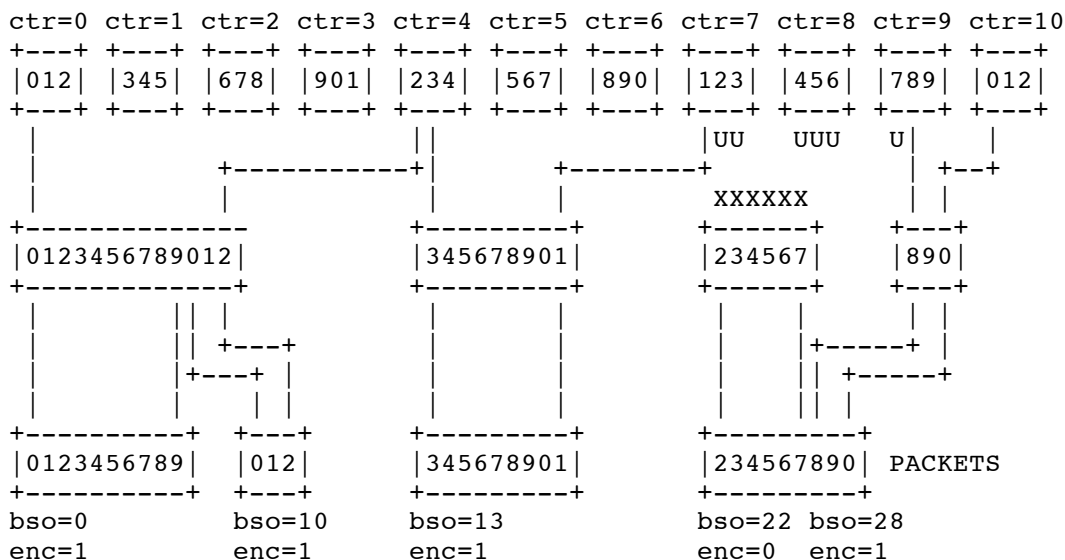 ctr=0 ctr=1 ctr=2 ctr=3 ctr=4 ctr=5 ctr=6 ctr=7 ctr=8 ctr=9 ctr=10
+---+ +---+ +---+ +---+ +---+ +---+ +---+ +---+ +---+ +---+ +---+
|012| |345| |678| |901| |234| |567| |890| |123| |456| |789| |012|
+---+ +---+ +---+ +---+ +---+ +---+ +---+ +---+ +---+ +---+ +---+
 |                       ||                |UU   UUU   U|    |
 |           +-----------+|       +--------+            | +--+
 |           |            |       |         XXXXXX      | |
+--------------          +---------+       +------+    +---+
|0123456789012|          |345678901|       |234567|    |890|
+-------------+          +---------+       +------+    +---+
 |        || |            |       |         |    |      | |
 |        || +---+        |       |         |    |+-----+ |
 |        |+---+ |        |       |         |    || +-----+
 |        |    | |        |       |         |    || |
+----------+  +---+      +---------+       +---------+
|0123456789|  |012|      |345678901|       |234567890| PACKETS
+----------+  +---+      +---------+       +---------+
bso=0         bso=10     bso=13            bso=22 bso=28
enc=1         enc=1      enc=1             enc=0  enc=1